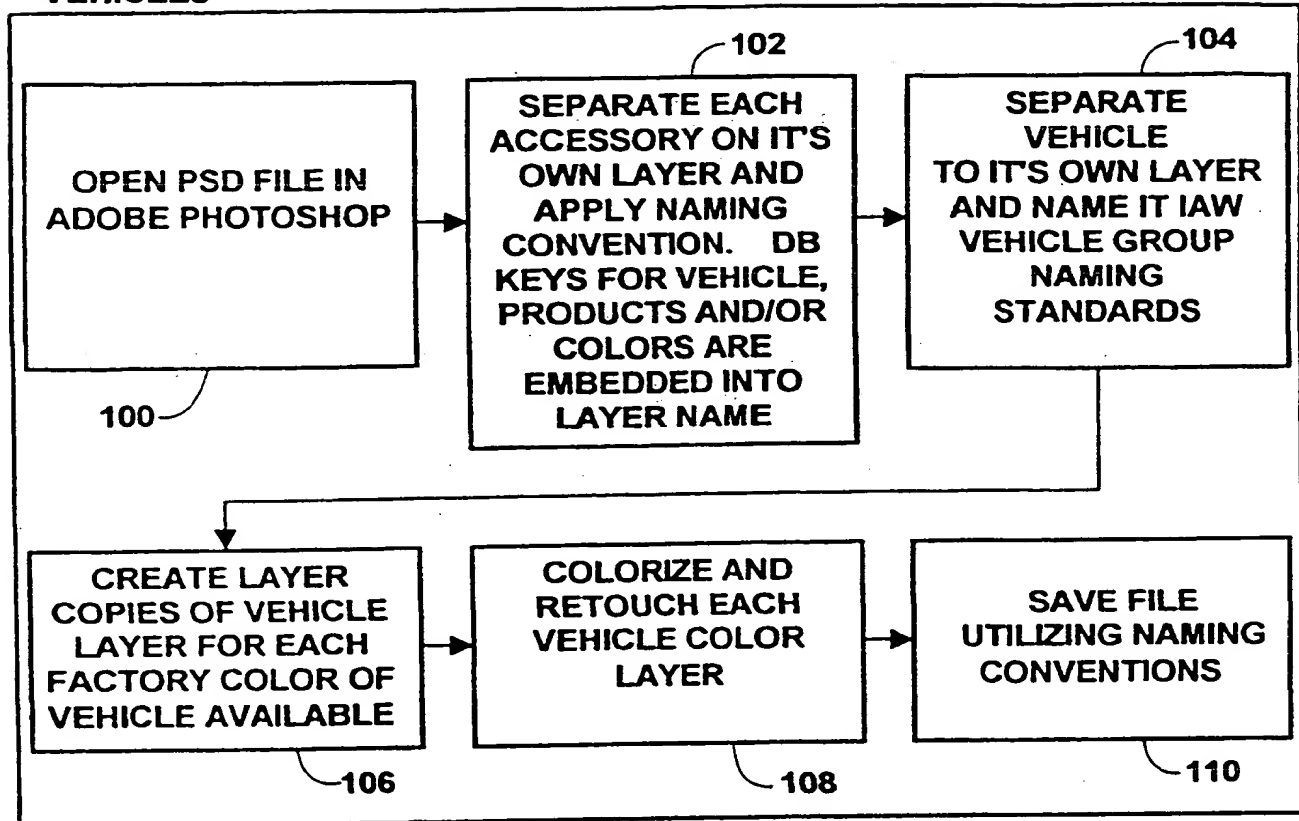 VEHICLES
102
104
OPEN PSD FILE IN
ADOBE PHOTOSHOP
100
SEPARATE EACH
ACCESSORY ON IT'S
OWN LAYER AND
APPLY NAMING
CONVENTION. DB
KEYS FOR VEHICLE,
PRODUCTS AND/OR
COLORS ARE
EMBEDDED INTO
LAYER NAME
SEPARATE
VEHICLE
TO IT'S OWN LAYER
AND NAME IT IAW
VEHICLE GROUP
NAMING
STANDARDS
CREATE LAYER
COPIES OF VEHICLE
LAYER FOR EACH
FACTORY COLOR OF
VEHICLE AVAILABLE
106
COLORIZE AND
RETOUCH EACH
VEHICLE COLOR
LAYER
108
SAVE FILE
UTILIZING NAMING
CONVENTIONS
110